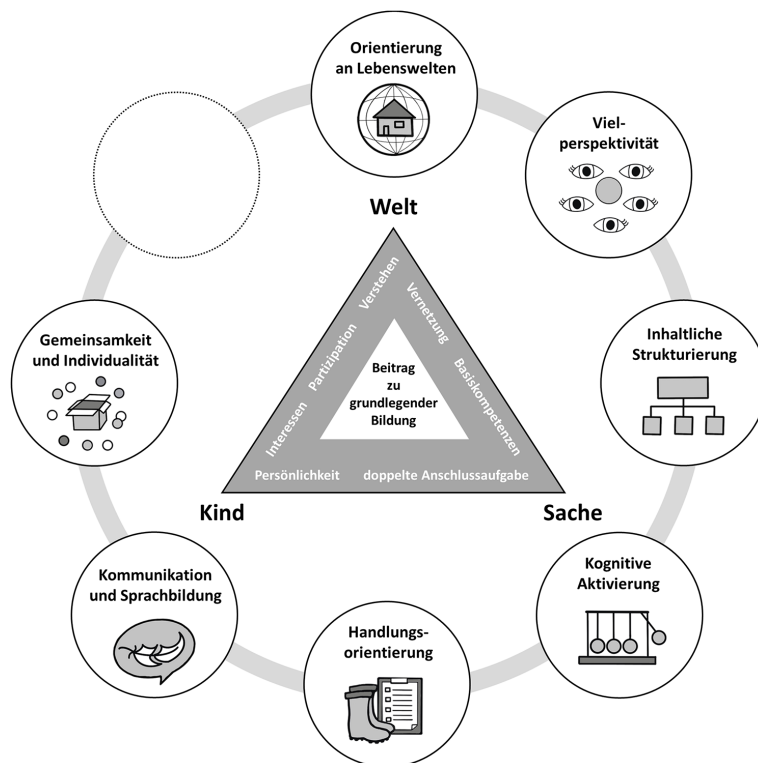 Orientierung
an Lebenswelten
Viel-
perspektivität
Inhaltliche
Strukturierung
Kognitive
Aktivierung
Handlungs-
orientierung
Kommunikation
und Sprachbildung
Gemeinsamkeit
und Individualität
Welt
Kind
Sache
Interessen Partizipation Verstehen
Vernetzung Basiskompetenzen
Persönlichkeit doppelte Anschlussaufgabe
Beitrag
zu
grundlegender
Bildung